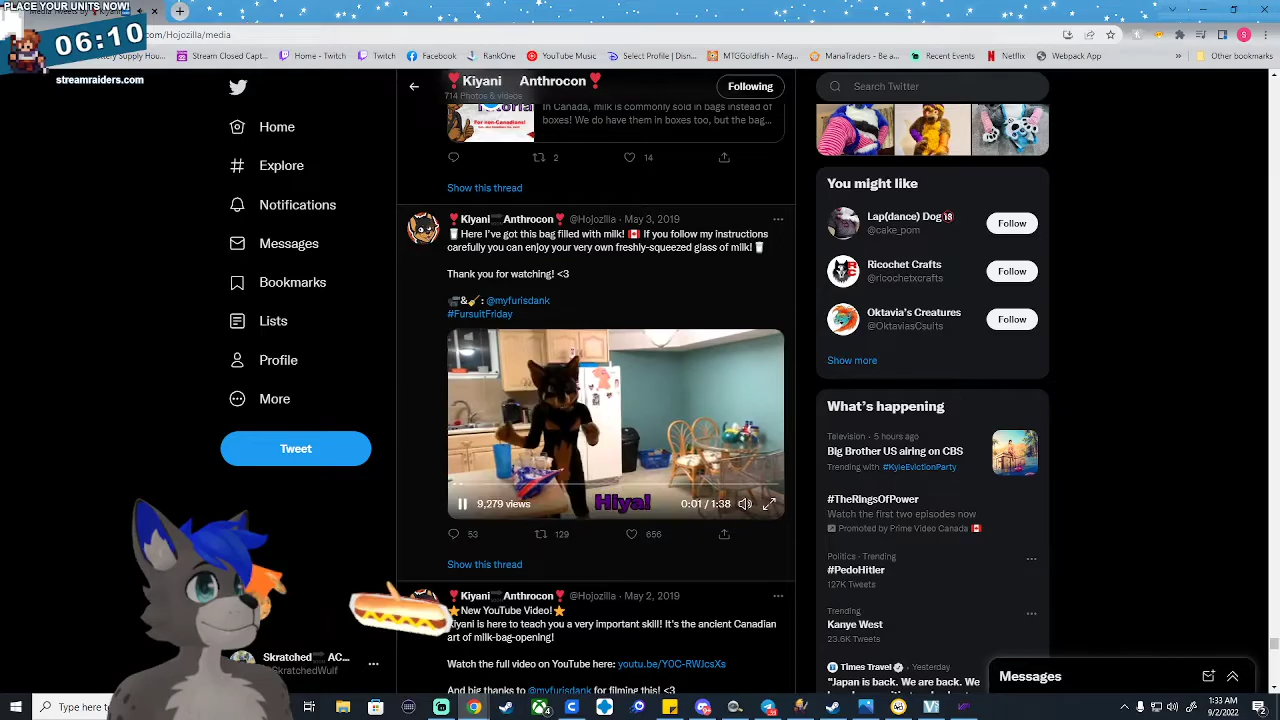 PLACE YOUR UNITS NOW!
06:10
streamraiders.com
com/Hojozilla/media
Stream Closed Capt...
Home - Twitch
Twitch
Facebook
YouTube Music
Select Profile | Disn...
MTGGoldfish - Mag...
ManaTraders - Mag...
Recent Events
Netflix
Webpack App
Other bookmarks
Kiyani Anthrocon
714 Photos & videos
Following
Search Twitter
Home
Explore
Notifications
Messages
Bookmarks
Lists
Profile
More
Tweet
Skratched AC...
@SkratchedWulf
Tutorial
For non-Canadians!
In Canada, milk is commonly sold in bags instead of
boxes! We do have them in boxes too, but the bag...
2
14
Show this thread
Kiyani Anthrocon @Hojozilla · May 3, 2019
Here I've got this bag filled with milk! If you follow my instructions
carefully you can enjoy your very own freshly-squeezed glass of milk!
Thank you for watching! <3
&: @myfurisdank
#FursuitFriday
Hiya!
9,279 views
0:01 / 1:38
53
129
656
Show this thread
Kiyani Anthrocon @Hojozilla · May 2, 2019
New YouTube Video!
Kiyani is here to teach you a very important skill! It's the ancient Canadian
art of milk-bag-opening!
Watch the full video on YouTube here: youtu.be/Y0C-RWJcsXs
And big thanks to @myfurisdank for filming this! <3
You might like
Lap(dance) Dog
@cake_pom
Follow
Ricochet Crafts
@ricochetxcrafts
Follow
Oktavia's Creatures
@OktaviasCsuits
Follow
Show more
What's happening
Television · 5 hours ago
Big Brother US airing on CBS
Trending with #KyleEvictionParty
#TheRingsOfPower
Watch the first two episodes now
Promoted by Prime Video Canada
Politics · Trending
#PedoHitler
127K Tweets
Trending
Kanye West
23.6K Tweets
Times Travel · Yesterday
"Japan is back. We are back. We
Messages
Type here to
1:33 AM
9/2/2022